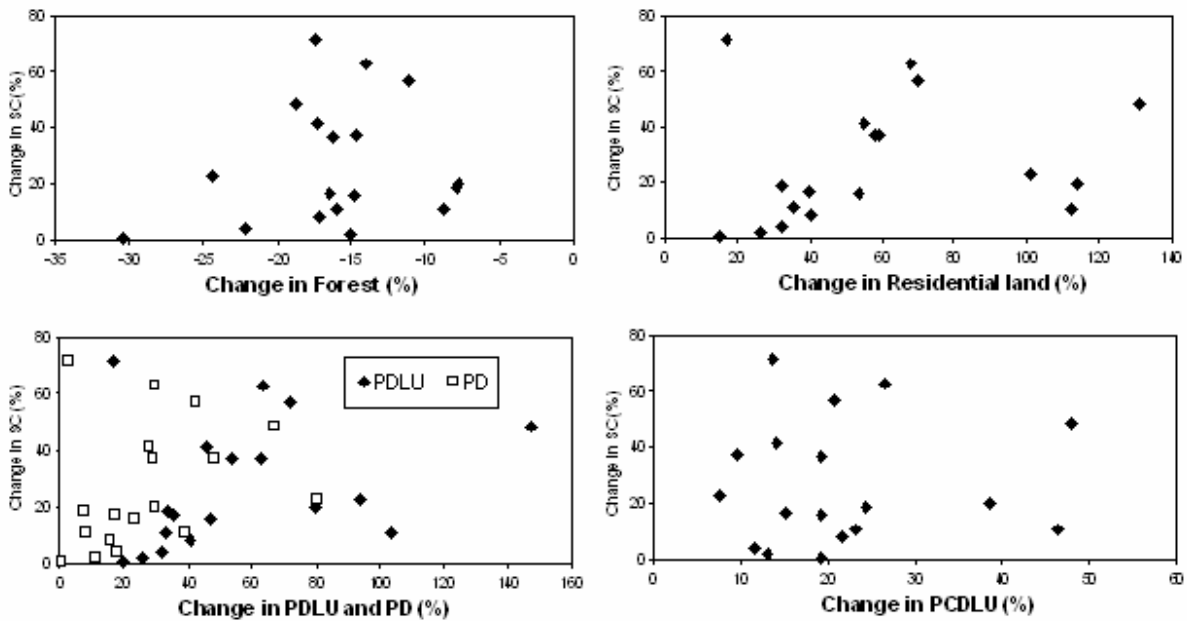 80
60
40
20
0
Change in SC (%)
-35 -30 -25 -20 -15 -10 -5 0
Change in Forest (%)
80
60
40
20
0
Change in SC (%)
0 20 40 60 80 100 120 140
Change in Residential land (%)
80
60
40
20
0
Change in SC (%)
PDLU PD
0 20 40 60 80 100 120 140 160
Change in PDLU and PD (%)
80
60
40
20
0
Change in SC (%)
0 10 20 30 40 50 60
Change in PCDLU (%)